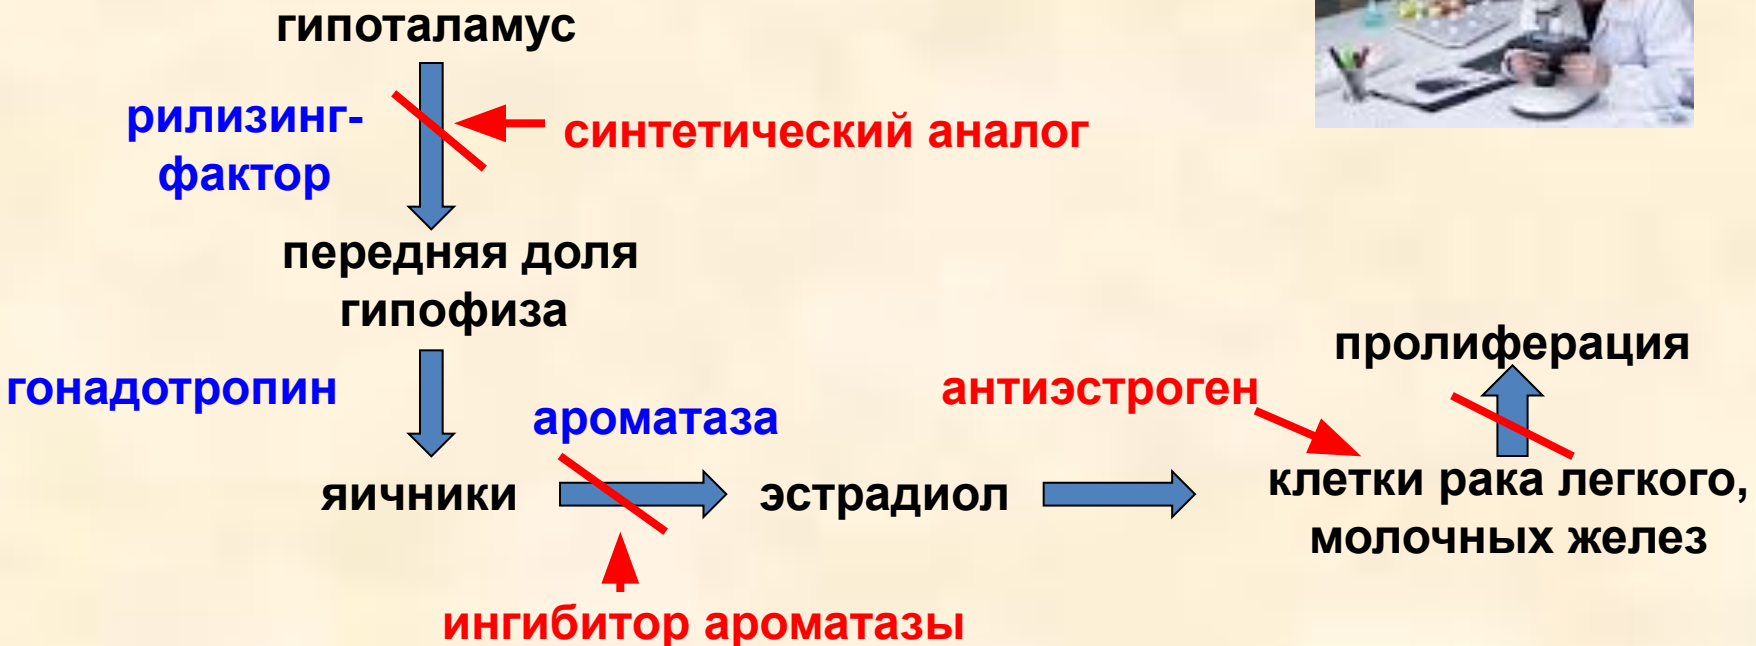 гипоталамус
рилизинг-
фактор
синтетический аналог
передняя доля
гипофиза
гонадотропин
ароматаза
антиэстроген
пролиферация
яичники
эстрадиол
клетки рака легкого,
молочных желез
ингибитор ароматазы